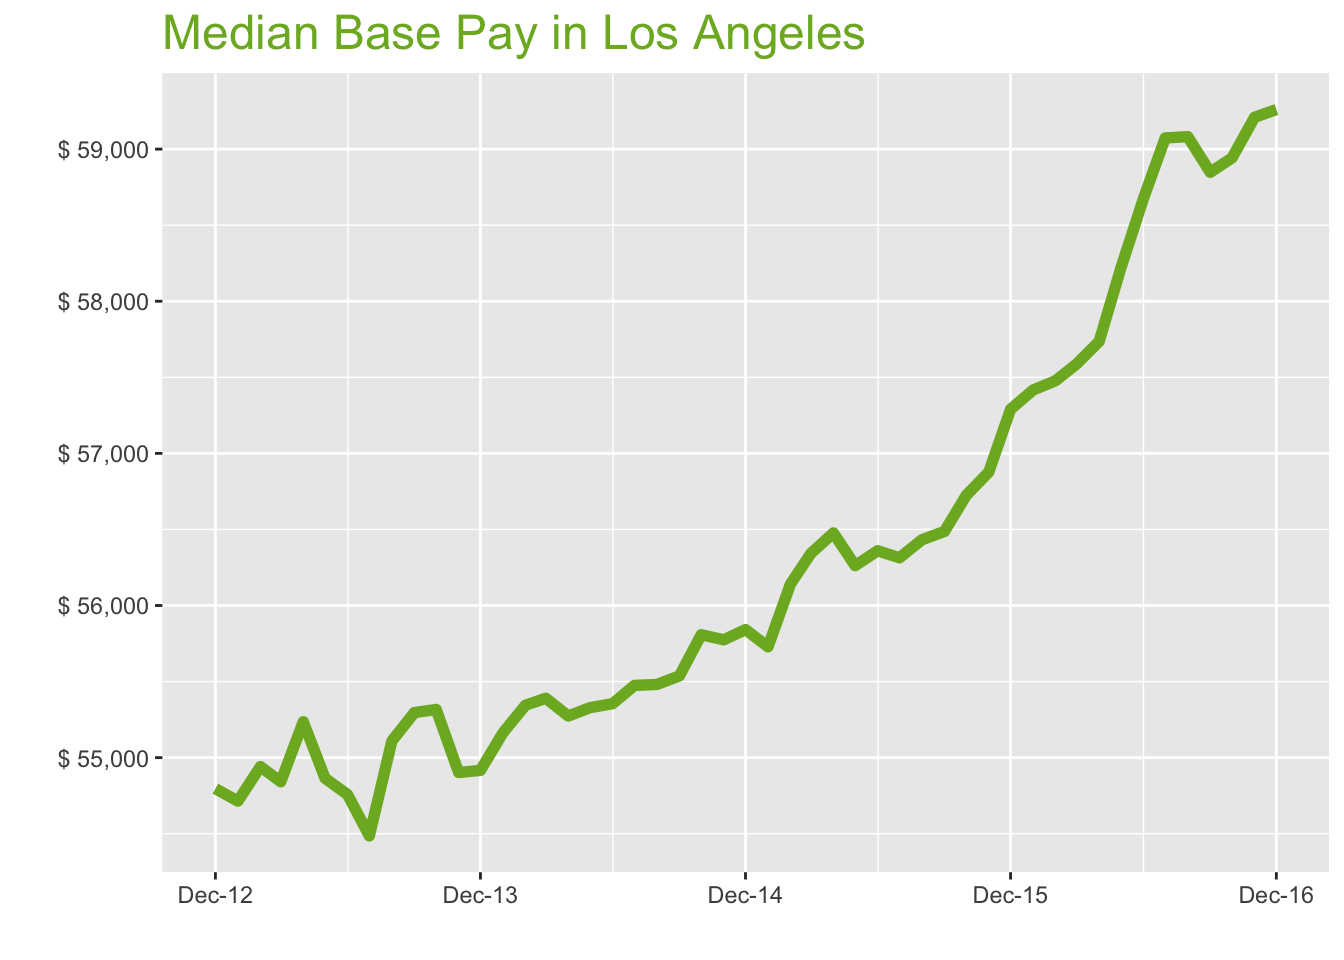 Median Base Pay in Los Angeles
$ 59,000
$ 58,000
$ 57,000
$ 56,000
$ 55,000
Dec-12 Dec-13 Dec-14 Dec-15 Dec-16